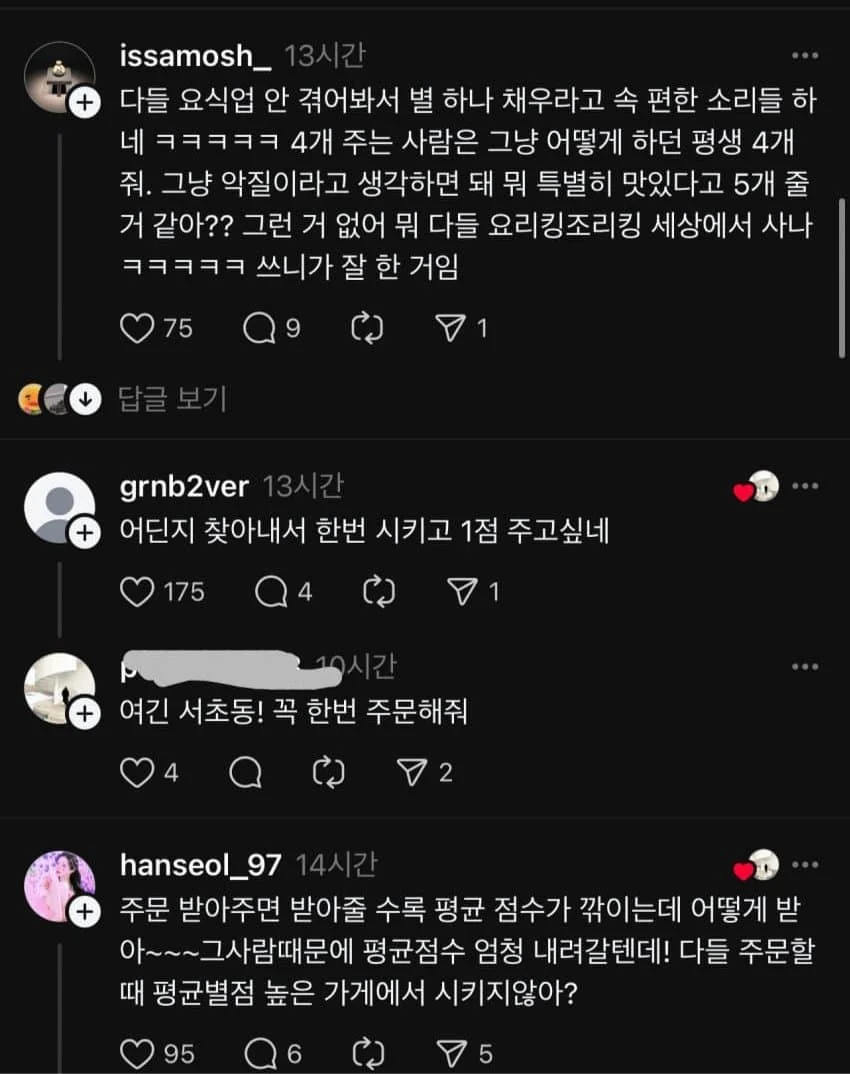 issamosh_ 13시간
다들 요식업 안 겪어봐서 별 하나 채우라고 속 편한 소리들 하
네 ㅋㅋㅋㅋㅋ 4개 주는 사람은 그냥 어떻게 하던 평생 4개
줘. 그냥 악질이라고 생각하면 돼 뭐 특별히 맛있다고 5개 줄
거 같아?? 그런 거 없어 뭐 다들 요리킹조리킹 세상에서 사나
ㅋㅋㅋㅋㅋ 쓰니가 잘 한 거임
75 9 1
답글 보기
grnb2ver 13시간
어딘지 찾아내서 한번 시키고 1점 주고싶네
175 4 1
10시간
여긴 서초동! 꼭 한번 주문해줘
4 2
hanseol_97 14시간
주문 받아주면 받아줄 수록 평균 점수가 깎이는데 어떻게 받
아~~~그사람때문에 평균점수 엄청 내려갈텐데! 다들 주문할
때 평균별점 높은 가게에서 시키지않아?
95 6 5